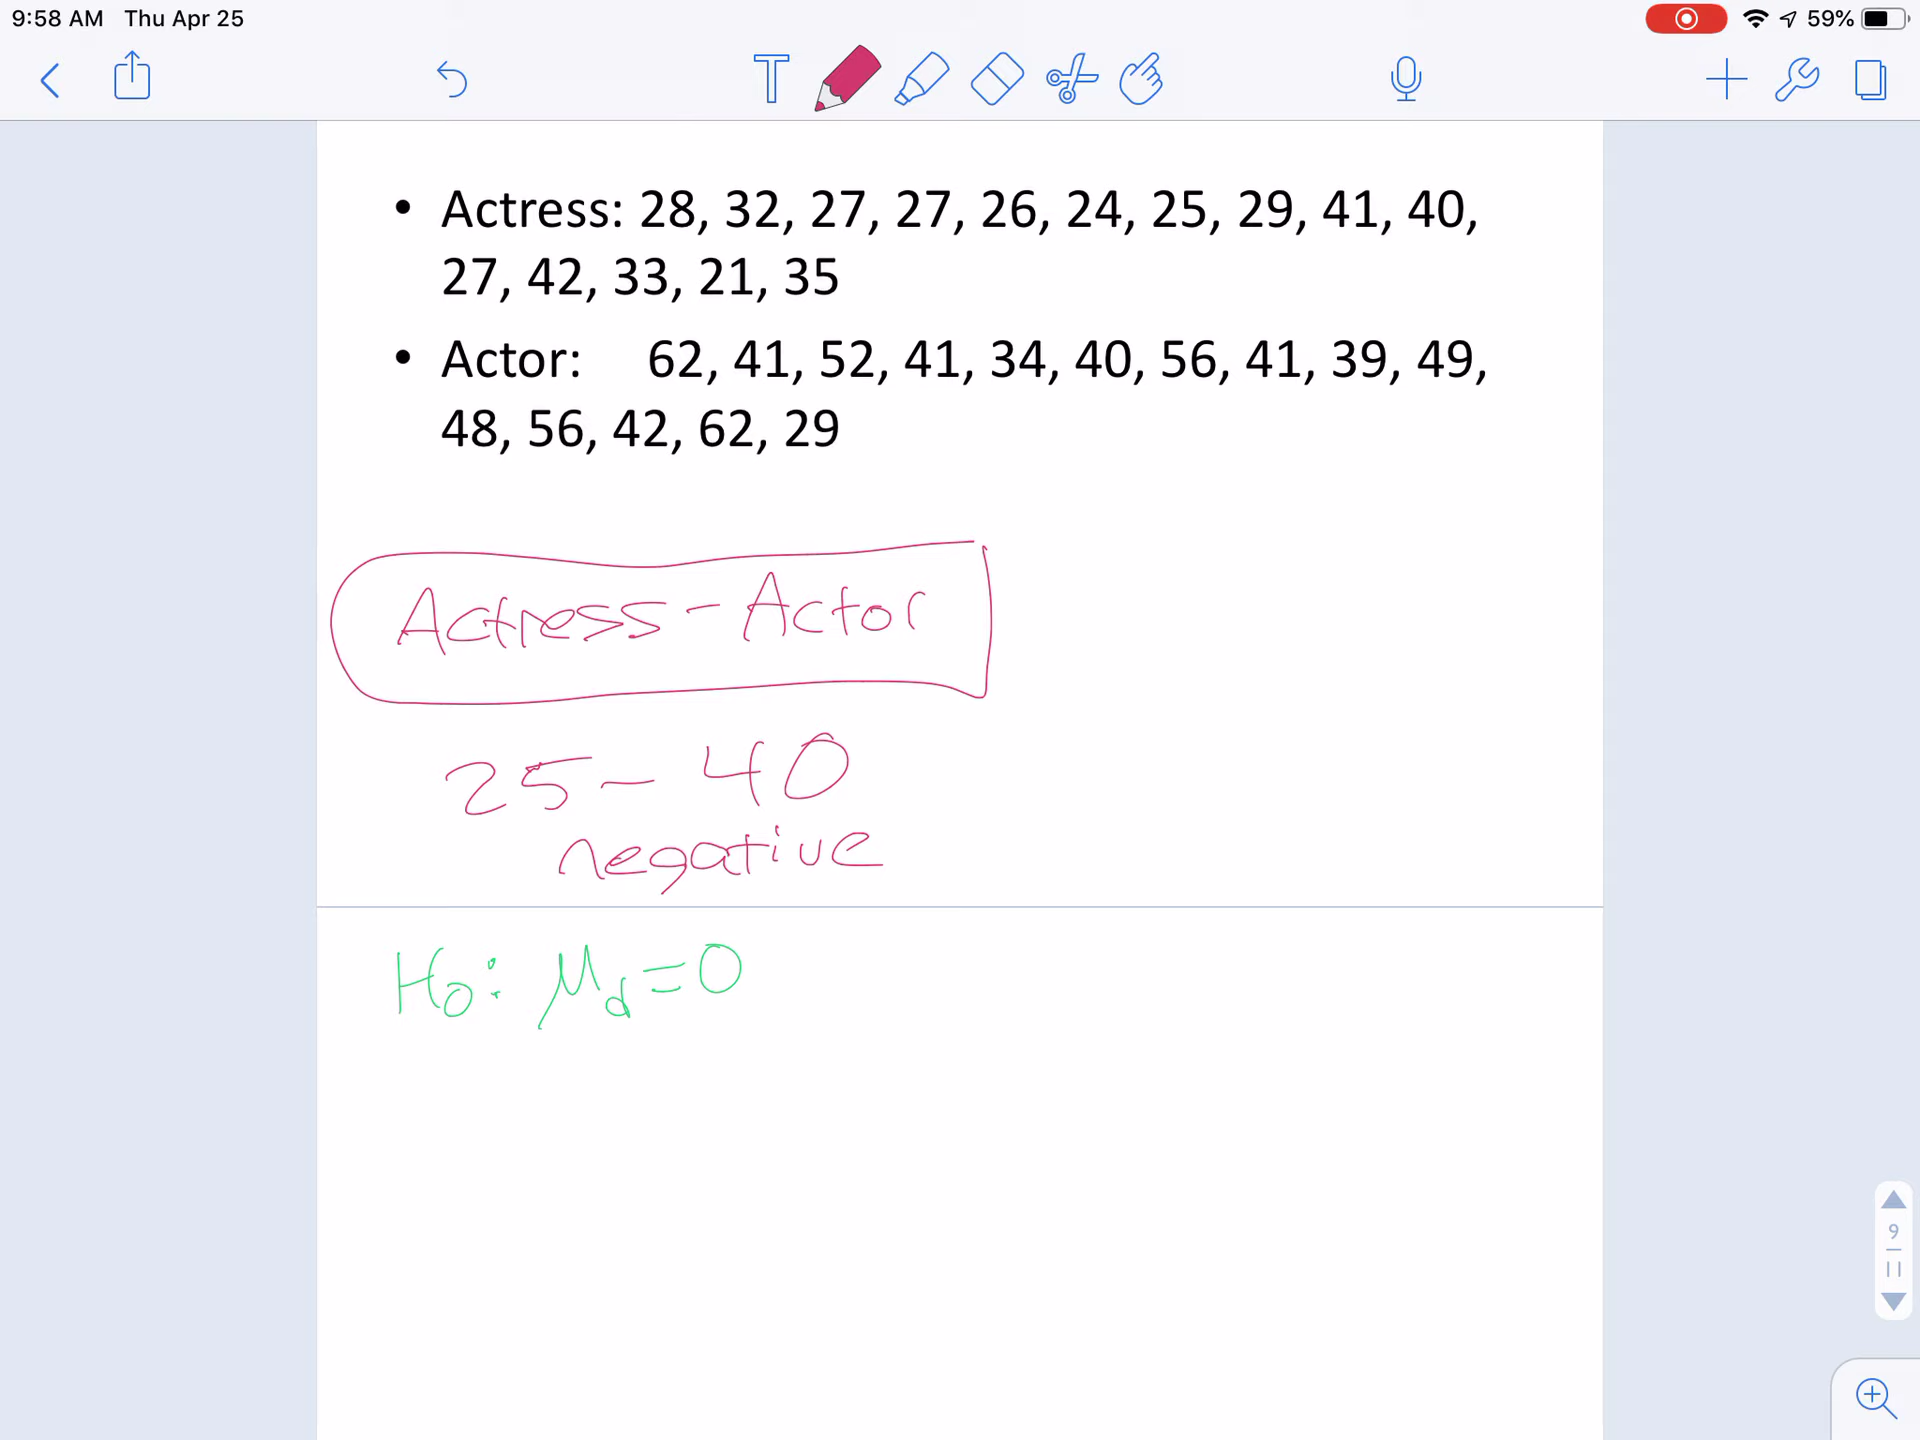 9:58 AM Thu Apr 25 59%
T
• Actress: 28, 32, 27, 27, 26, 24, 25, 29, 41, 40,
27, 42, 33, 21, 35
• Actor: 62, 41, 52, 41, 34, 40, 56, 41, 39, 49,
48, 56, 42, 62, 29
Actress - Actor
25 - 40
negative
H₀: μd = 0
9
11